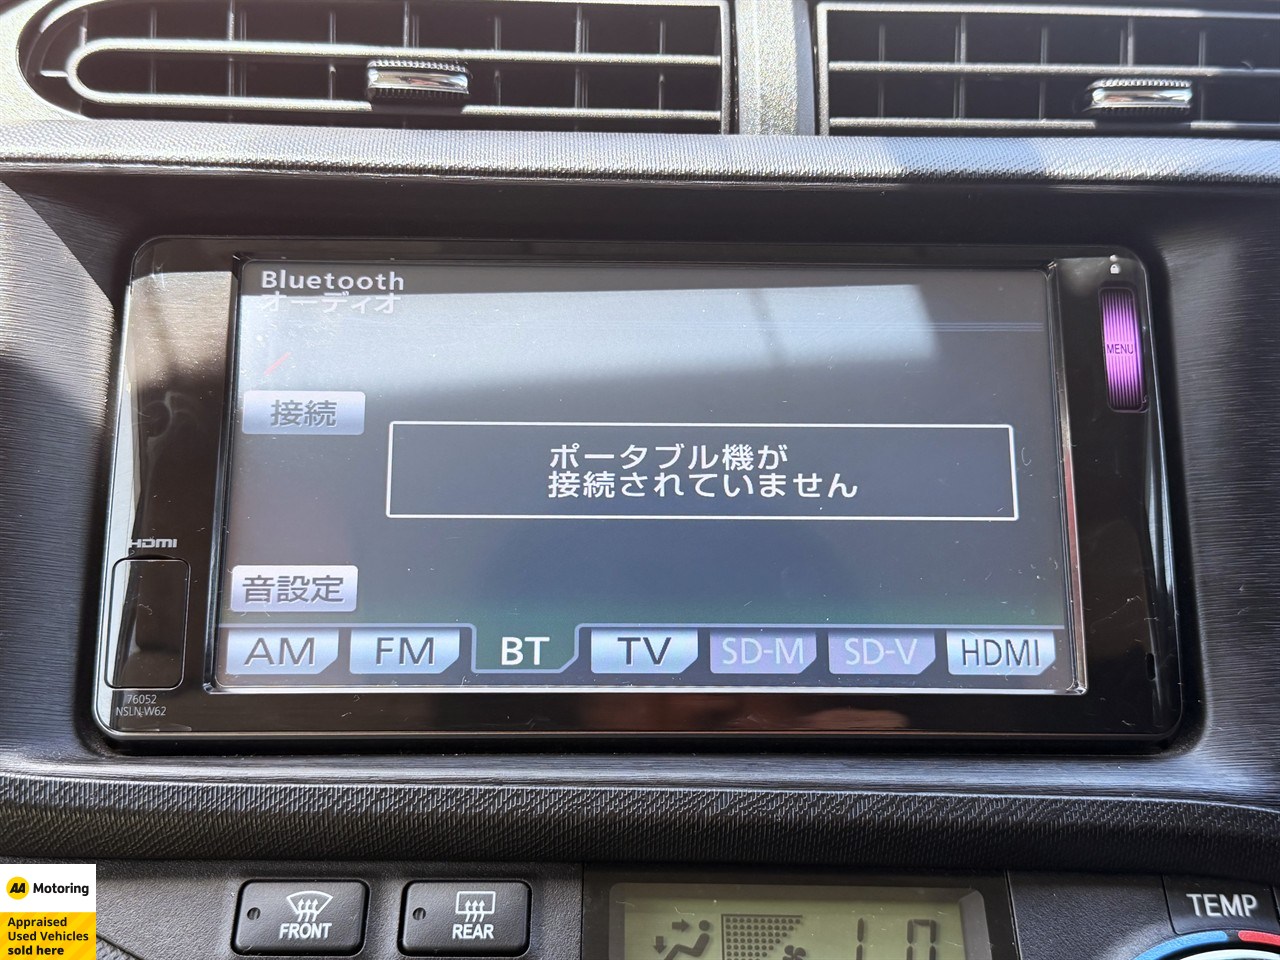 Bluetooth
オーディオ
MENU
接続
ポータブル機が
接続されていません
HDMI
音設定
AM FM BT TV SD-M SD-V HDMI
76052
NSLN-W62
AA Motoring
Appraised
Used Vehicles
sold here
FRONT
REAR
1.0
TEMP